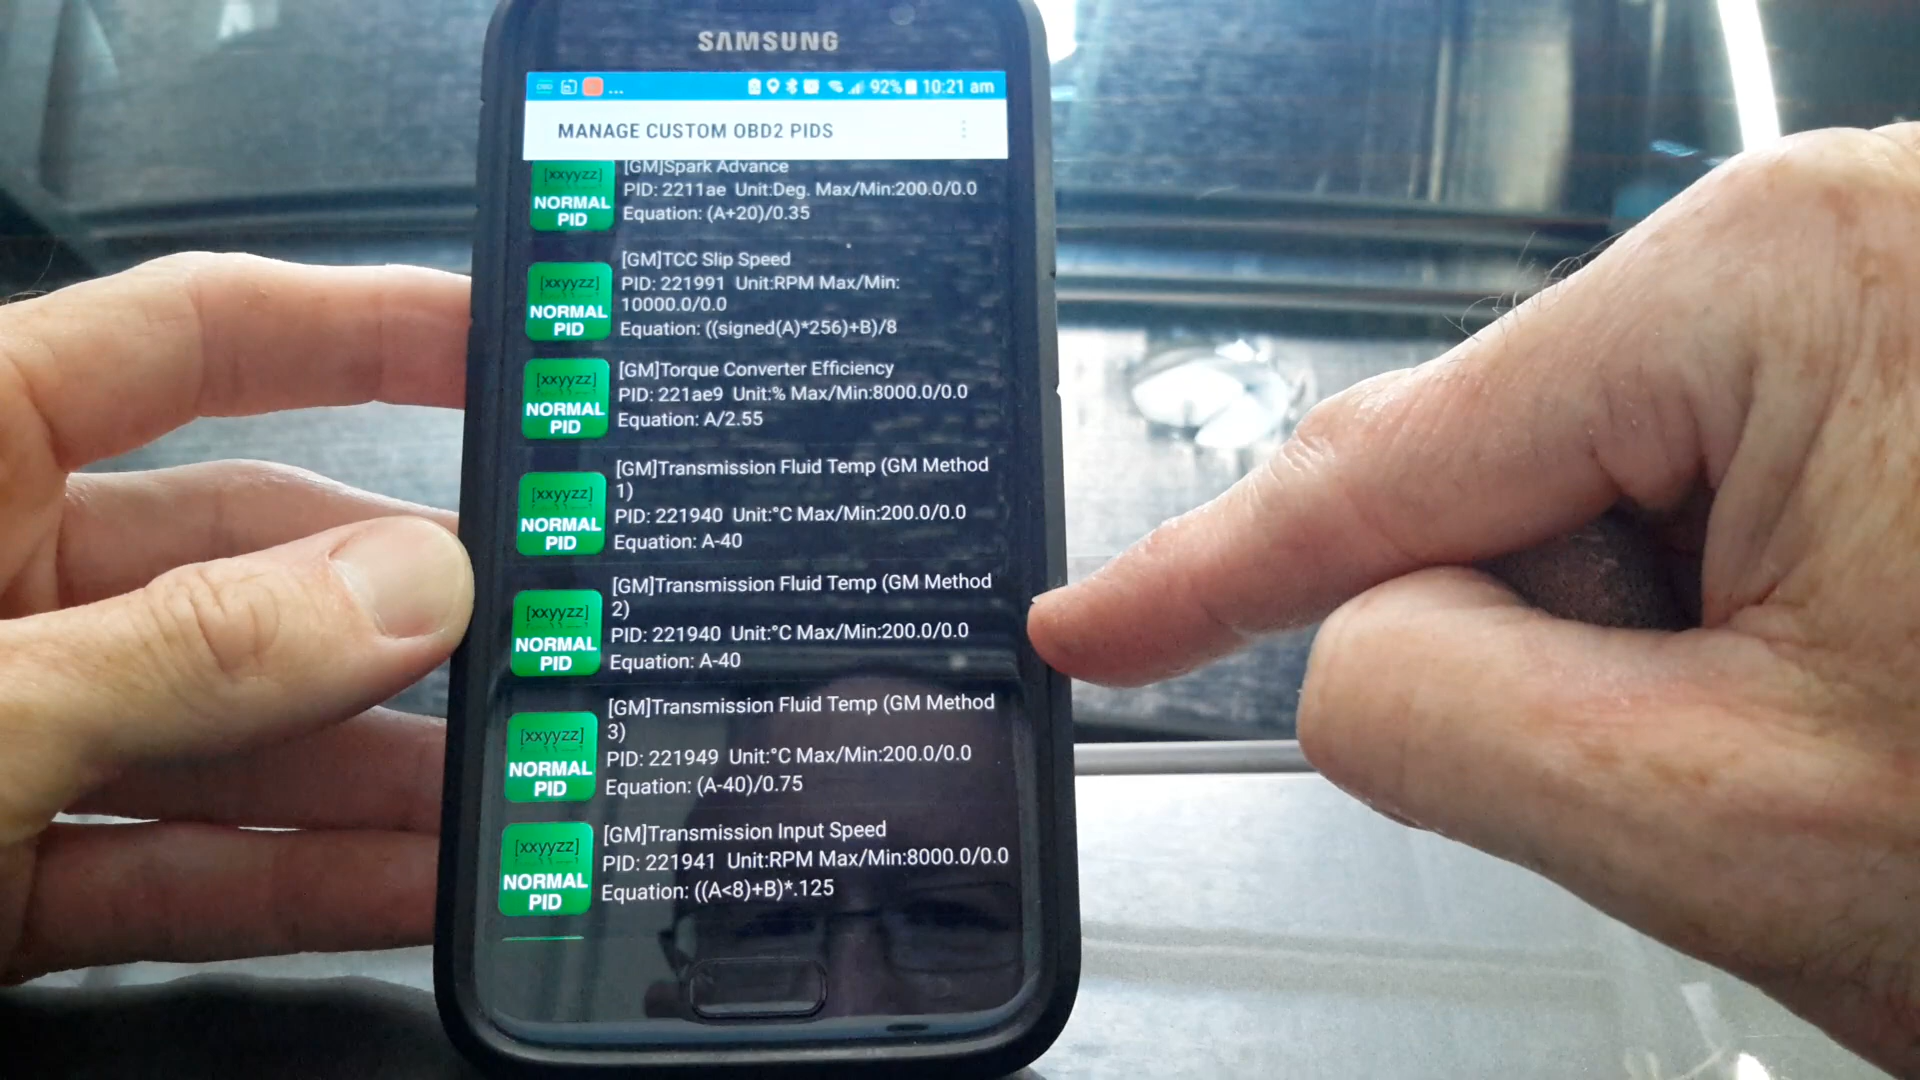 SAMSUNG
92% 10:21 am
MANAGE CUSTOM OBD2 PIDS
[xxyyzz]
NORMAL
PID
[GM]Spark Advance
PID: 2211ae Unit:Deg. Max/Min:200.0/0.0
Equation: (A+20)/0.35
[xxyyzz]
NORMAL
PID
[GM]TCC Slip Speed
PID: 221991 Unit:RPM Max/Min:
10000.0/0.0
Equation: ((signed(A)*256)+B)/8
[xxyyzz]
NORMAL
PID
[GM]Torque Converter Efficiency
PID: 221ae9 Unit:% Max/Min:8000.0/0.0
Equation: A/2.55
[xxyyzz]
NORMAL
PID
[GM]Transmission Fluid Temp (GM Method
1)
PID: 221940 Unit:°C Max/Min:200.0/0.0
Equation: A-40
[xxyyzz]
NORMAL
PID
[GM]Transmission Fluid Temp (GM Method
2)
PID: 221940 Unit:°C Max/Min:200.0/0.0
Equation: A-40
[xxyyzz]
NORMAL
PID
[GM]Transmission Fluid Temp (GM Method
3)
PID: 221949 Unit:°C Max/Min:200.0/0.0
Equation: (A-40)/0.75
[xxyyzz]
NORMAL
PID
[GM]Transmission Input Speed
PID: 221941 Unit:RPM Max/Min:8000.0/0.0
Equation: ((A<8)+B)*.125